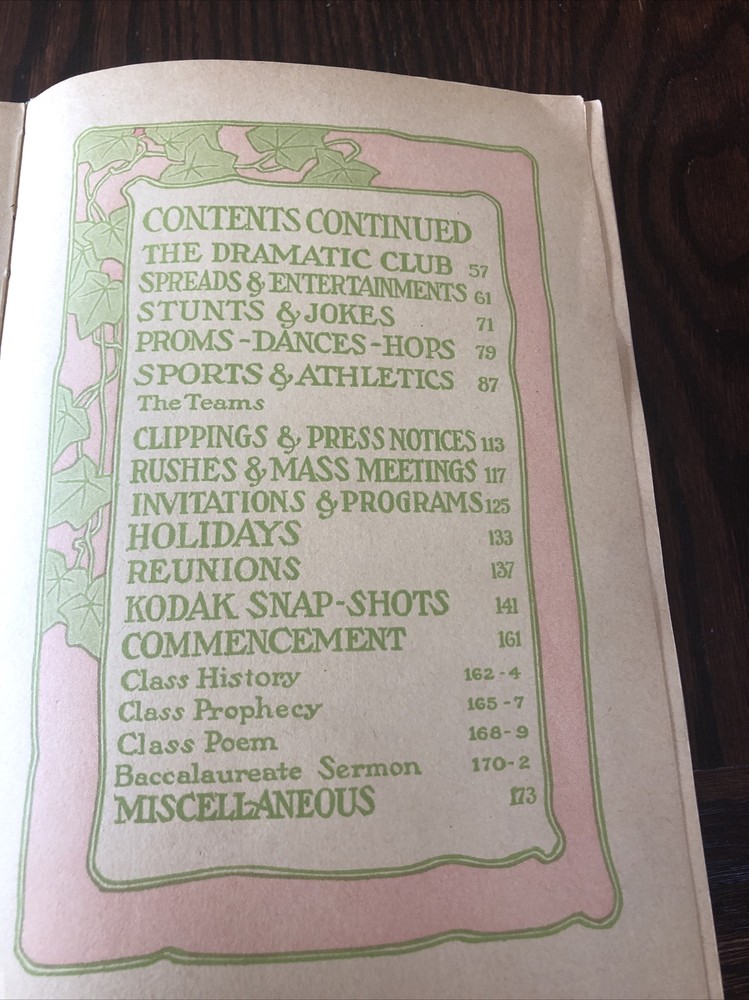 CONTENTS CONTINUED
THE DRAMATIC CLUB 57
SPREADS & ENTERTAINMENTS 61
STUNTS & JOKES 71
PROMS-DANCES-HOPS 79
SPORTS & ATHLETICS 87
The Teams
CLIPPINGS & PRESS NOTICES 113
RUSHES & MASS MEETINGS 117
INVITATIONS & PROGRAMS 125
HOLIDAYS 133
REUNIONS 137
KODAK SNAP-SHOTS 141
COMMENCEMENT 161
Class History 162-4
Class Prophecy 165-7
Class Poem 168-9
Baccalaureate Sermon 170-2
MISCELLANEOUS 173